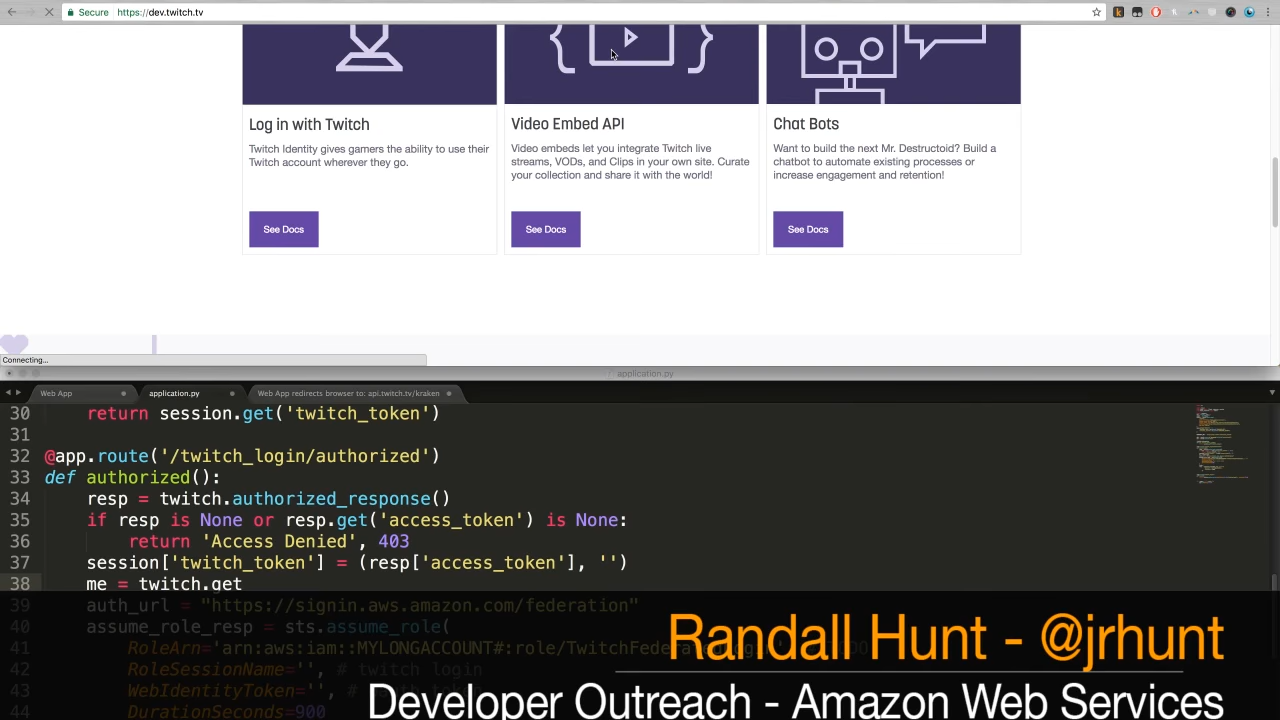 Secure https://dev.twitch.tv
Log in with Twitch
Twitch Identity gives gamers the ability to use their
Twitch account wherever they go.
See Docs
Video Embed API
Video embeds let you integrate Twitch live
streams, VODs, and Clips in your own site. Curate
your collection and share it with the world!
See Docs
Chat Bots
Want to build the next Mr. Destructoid? Build a
chatbot to automate existing processes or
increase engagement and retention!
See Docs
Connecting...
application.py
Web App
application.py
Web App redirects browser to: api.twitch.tv/kraken
30 return session.get('twitch_token')
31
32 @app.route('/twitch_login/authorized')
33 def authorized():
34 resp = twitch.authorized_response()
35 if resp is None or resp.get('access_token') is None:
36 return 'Access Denied', 403
37 session['twitch_token'] = (resp['access_token'], '')
38 me = twitch.get
39 auth_url = "https://signin.aws.amazon.com/federation"
40 assume_role_resp = sts.assume_role(
41 RoleArn='arn:aws:iam::MYLONGACCOUNT#:role/TwitchFede
42 RoleSessionName='', # twitch login
43 WebIdentityToken='', #
44 DurationSeconds=900
Randall Hunt - @jrhunt
Developer Outreach - Amazon Web Services